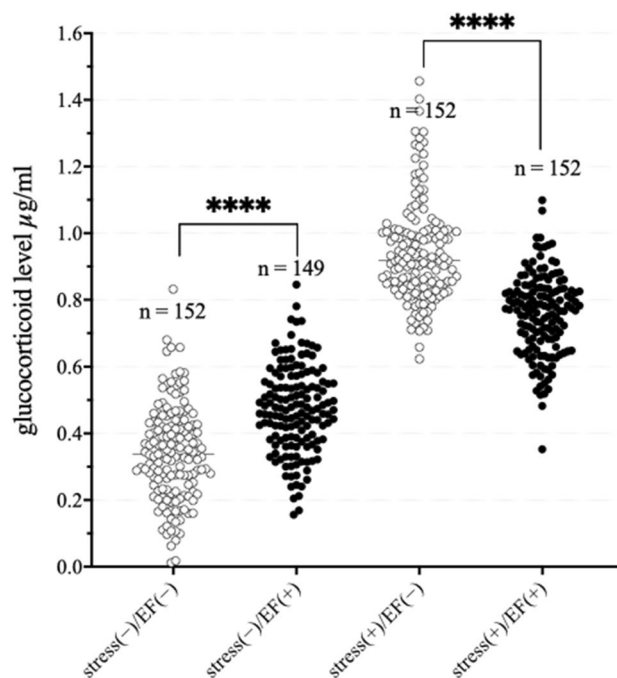 glucocorticoid level µg/ml
1.6
1.4
1.2
1.0
0.8
0.6
0.4
0.2
0.0
****
****
n = 152
n = 149
n = 152
n = 152
stress(−)/EF(−)
stress(−)/EF(+)
stress(+)/EF(−)
stress(+)/EF(+)